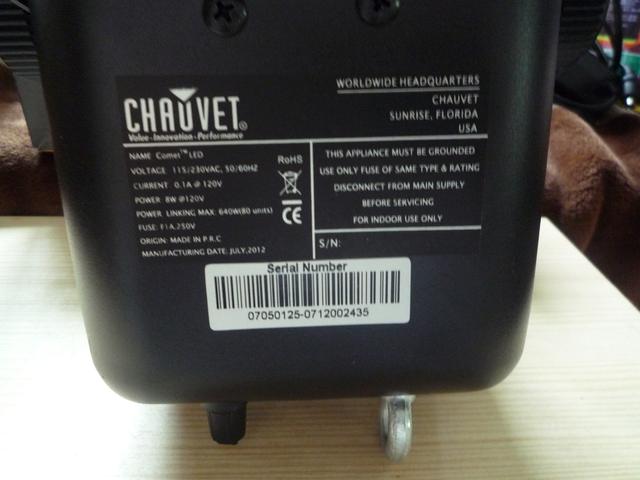 CHAUVET®
Value · Innovation · Performance
WORLDWIDE HEADQUARTERS
CHAUVET
SUNRISE, FLORIDA
USA
NAME Comet™ LED
VOLTAGE 115/230VAC, 50/60HZ
CURRENT: 0.1A @ 120V
POWER: 8W @120V
POWER LINKING MAX: 640W(80 units)
FUSE: F1A,250V
ORIGIN: MADE IN P.R.C
MANUFACTURING DATE: JULY,2012
RoHS
CE
THIS APPLIANCE MUST BE GROUNDED
USE ONLY FUSE OF SAME TYPE & RATING
DISCONNECT FROM MAIN SUPPLY
BEFORE SERVICING
FOR INDOOR USE ONLY
S/N:
Serial Number
07050125-0712002435